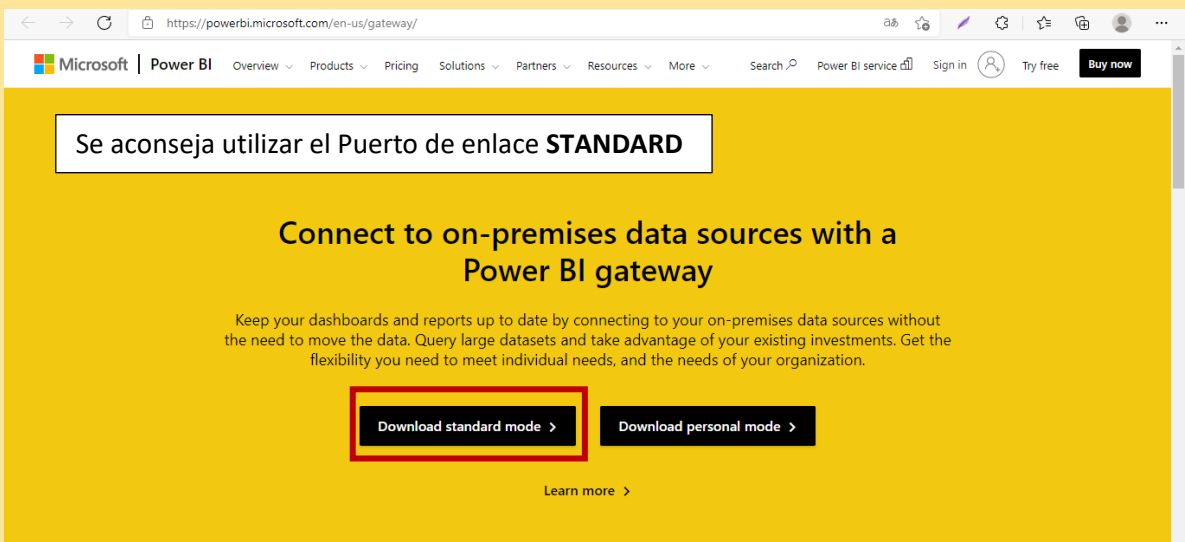 https://powerbi.microsoft.com/en-us/gateway/
Microsoft Power BI Overview Products Pricing Solutions Partners Resources More Search Power BI service Sign in Try free Buy now
Se aconseja utilizar el Puerto de enlace STANDARD
Connect to on-premises data sources with a
Power BI gateway
Keep your dashboards and reports up to date by connecting to your on-premises data sources without
the need to move the data. Query large datasets and take advantage of your existing investments. Get the
flexibility you need to meet individual needs, and the needs of your organization.
Download standard mode > Download personal mode >
Learn more >